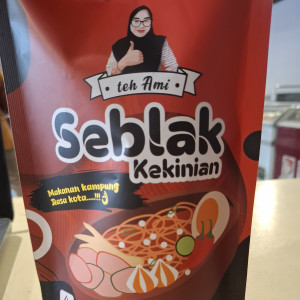 teh Ami
Seblak
Kekinian
Makanan kampung
Rasa kota....!!!